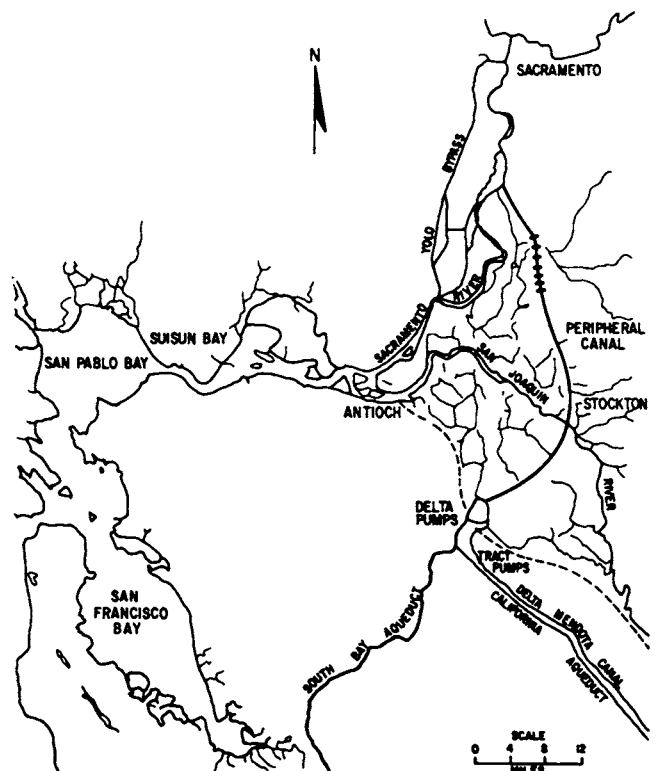 N
SACRAMENTO
YOLO BYPASS
SACRAMENTO RIVER
SUISUN BAY
SAN PABLO BAY
PERIPHERAL
CANAL
SAN JOAQUIN
RIVER
STOCKTON
ANTIOCH
DELTA
PUMPS
TRACT
PUMPS
SAN
FRANCISCO
BAY
DELTA MENDOTA CANAL
CALIFORNIA AQUEDUCT
SOUTH BAY AQUEDUCT
SCALE
0 4 8 12
MILES